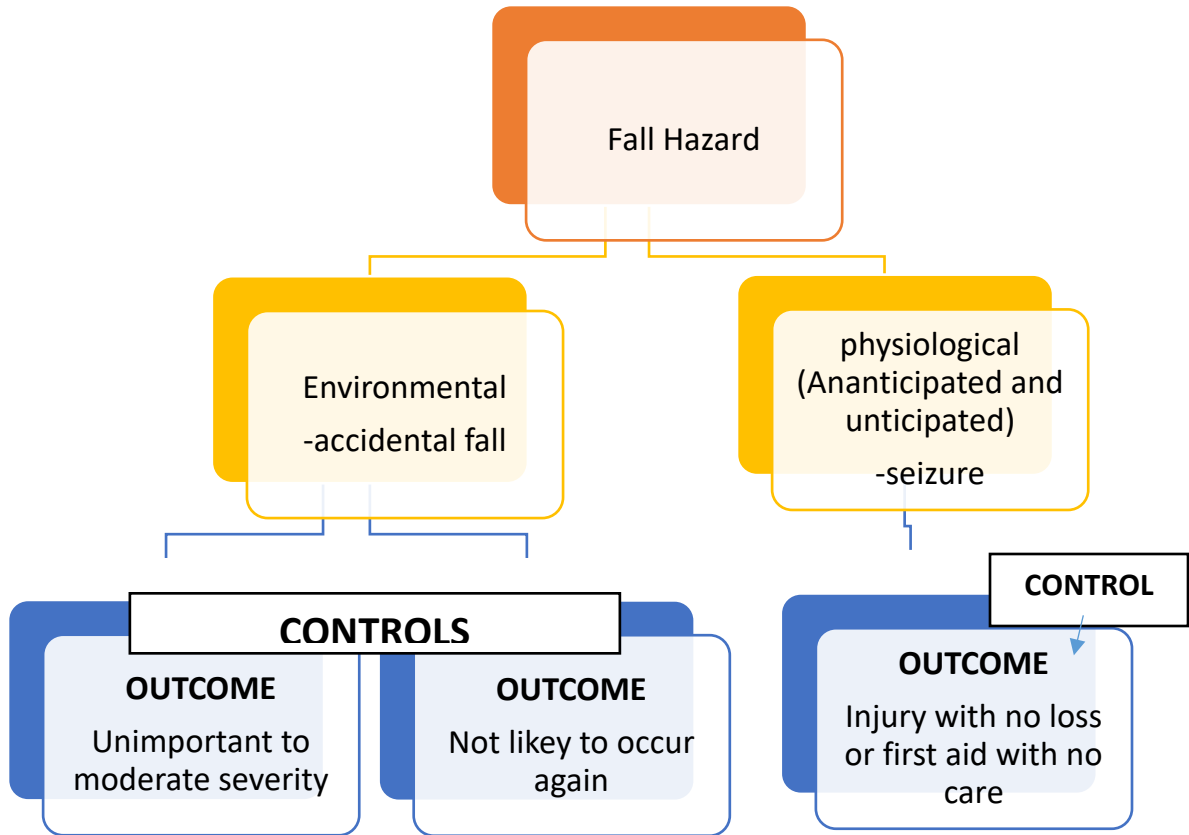 Fall Hazard
Environmental
-accidental fall
physiological
(Ananticipated and
unticipated)
-seizure
CONTROLS
OUTCOME
Unimportant to
moderate severity
OUTCOME
Not likey to occur
again
CONTROL
OUTCOME
Injury with no loss
or first aid with no
care